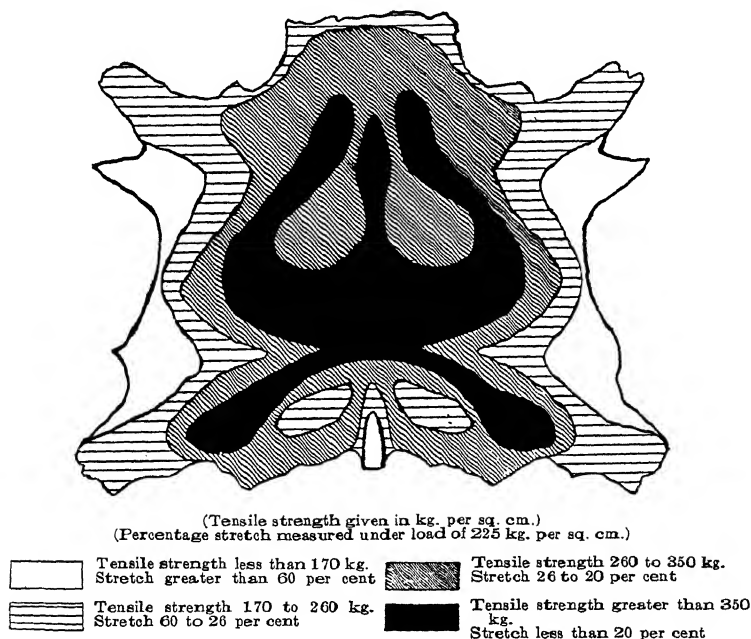 (Tensile strength given in kg. per sq. cm.)
(Percentage stretch measured under load of 225 kg. per sq. cm.)
Tensile strength less than 170 kg.
Stretch greater than 60 per cent
Tensile strength 170 to 260 kg.
Stretch 60 to 26 per cent
Tensile strength 260 to 350 kg.
Stretch 26 to 20 per cent
Tensile strength greater than 350
kg.
Stretch less than 20 per cent